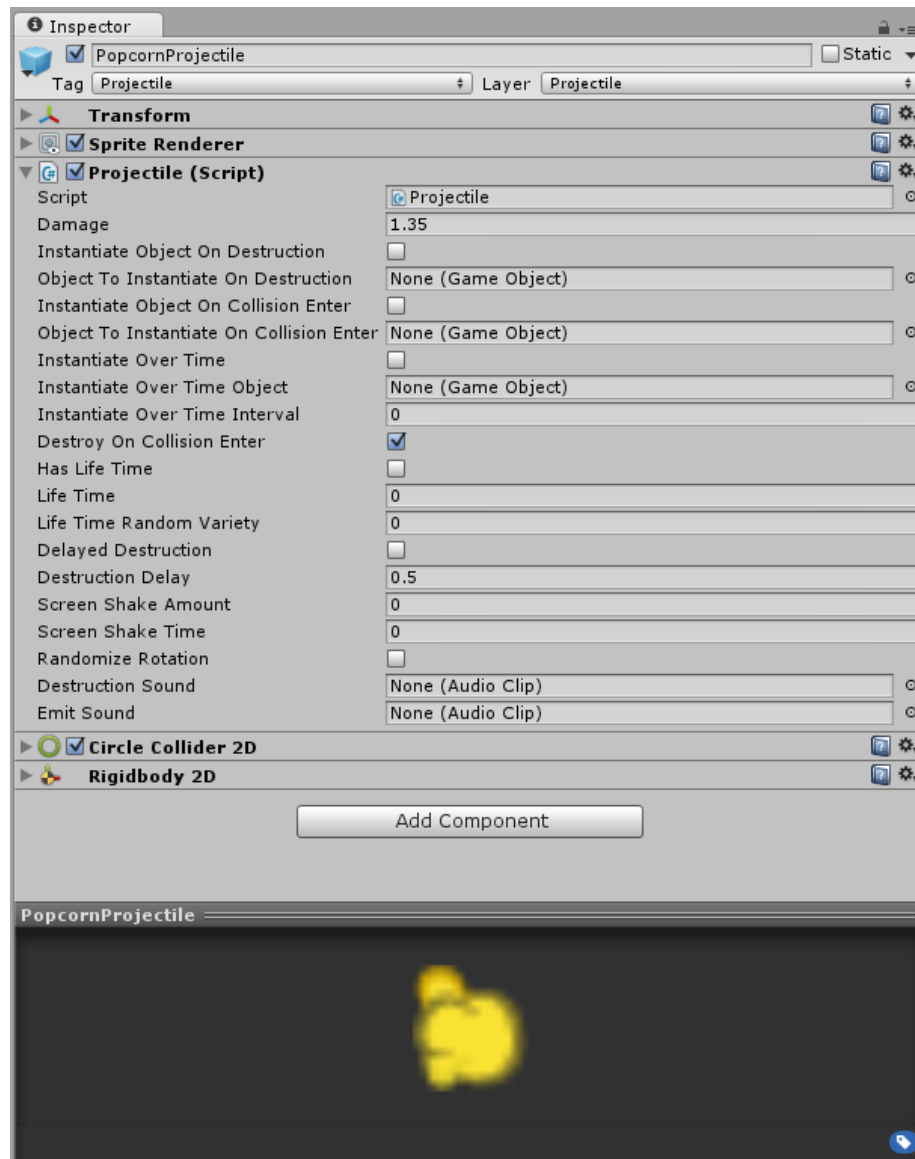 Inspector
PopcornProjectile Static
Tag Projectile Layer Projectile
Transform
Sprite Renderer
Projectile (Script)
Script Projectile
Damage 1.35
Instantiate Object On Destruction
Object To Instantiate On Destruction None (Game Object)
Instantiate Object On Collision Enter
Object To Instantiate On Collision Enter None (Game Object)
Instantiate Over Time
Instantiate Over Time Object None (Game Object)
Instantiate Over Time Interval 0
Destroy On Collision Enter
Has Life Time
Life Time 0
Life Time Random Variety 0
Delayed Destruction
Destruction Delay 0.5
Screen Shake Amount 0
Screen Shake Time 0
Randomize Rotation
Destruction Sound None (Audio Clip)
Emit Sound None (Audio Clip)
Circle Collider 2D
Rigidbody 2D
Add Component
PopcornProjectile